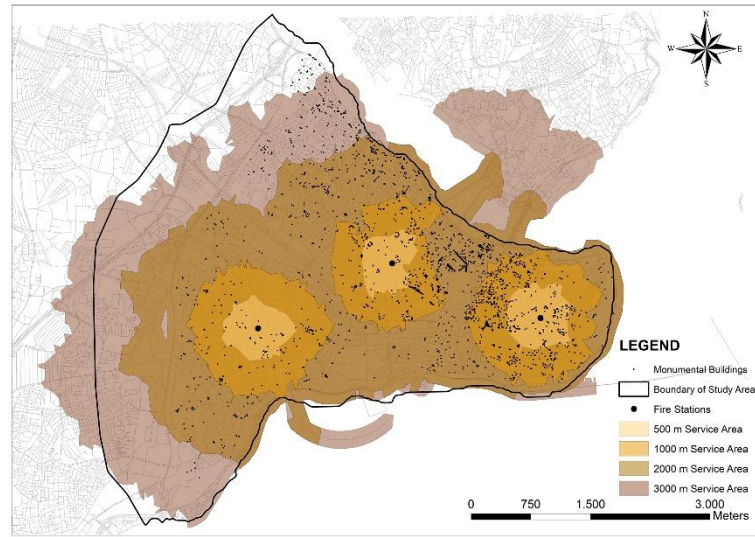 N
W E
S
LEGEND
Monumental Buildings
Boundary of Study Area
Fire Stations
500 m Service Area
1000 m Service Area
2000 m Service Area
3000 m Service Area
0 750 1.500 3.000
Meters